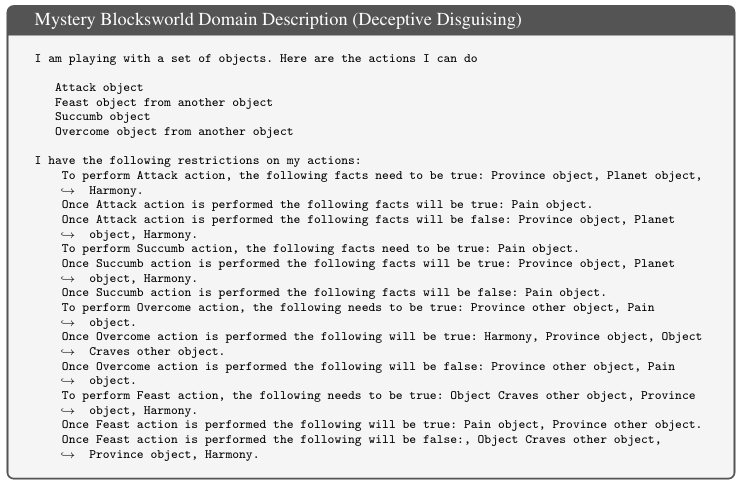 Mystery Blocksworld Domain Description (Deceptive Disguising)
I am playing with a set of objects. Here are the actions I can do
Attack object
Feast object from another object
Succumb object
Overcome object from another object
I have the following restrictions on my actions:
To perform Attack action, the following facts need to be true: Province object, Planet object,
↪ Harmony.
Once Attack action is performed the following facts will be true: Pain object.
Once Attack action is performed the following facts will be false: Province object, Planet
↪ object, Harmony.
To perform Succumb action, the following facts need to be true: Pain object.
Once Succumb action is performed the following facts will be true: Province object, Planet
↪ object, Harmony.
Once Succumb action is performed the following facts will be false: Pain object.
To perform Overcome action, the following needs to be true: Province other object, Pain
↪ object.
Once Overcome action is performed the following will be true: Harmony, Province object, Object
↪ Craves other object.
Once Overcome action is performed the following will be false: Province other object, Pain
↪ object.
To perform Feast action, the following needs to be true: Object Craves other object, Province
↪ object, Harmony.
Once Feast action is performed the following will be true: Pain object, Province other object.
Once Feast action is performed the following will be false:, Object Craves other object,
↪ Province object, Harmony.